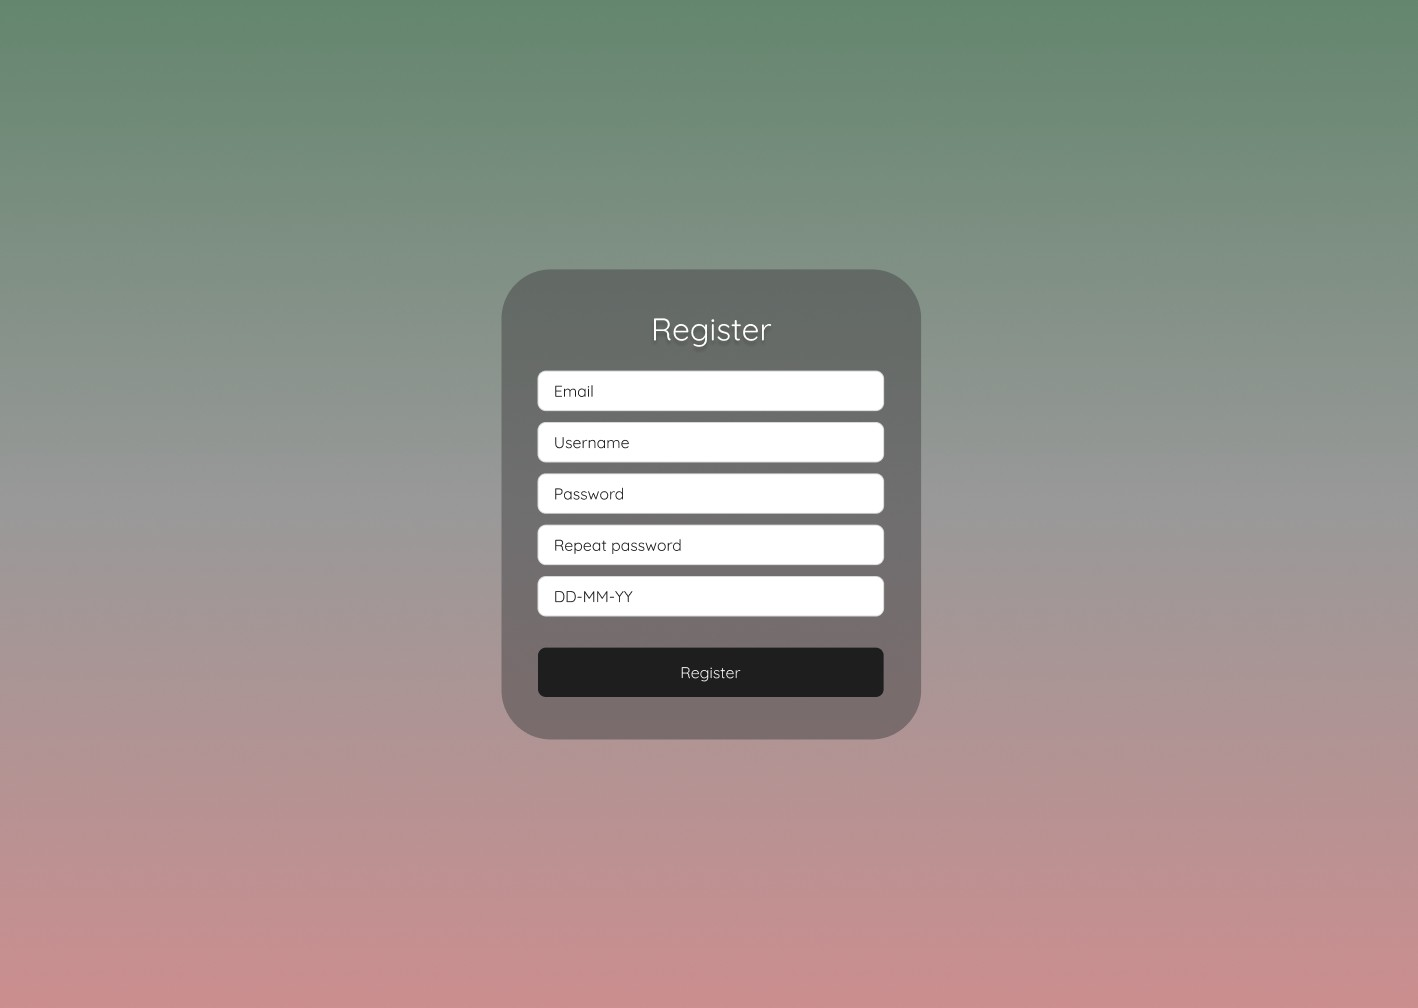 Register
Email
Username
Password
Repeat password
DD-MM-YY
Register